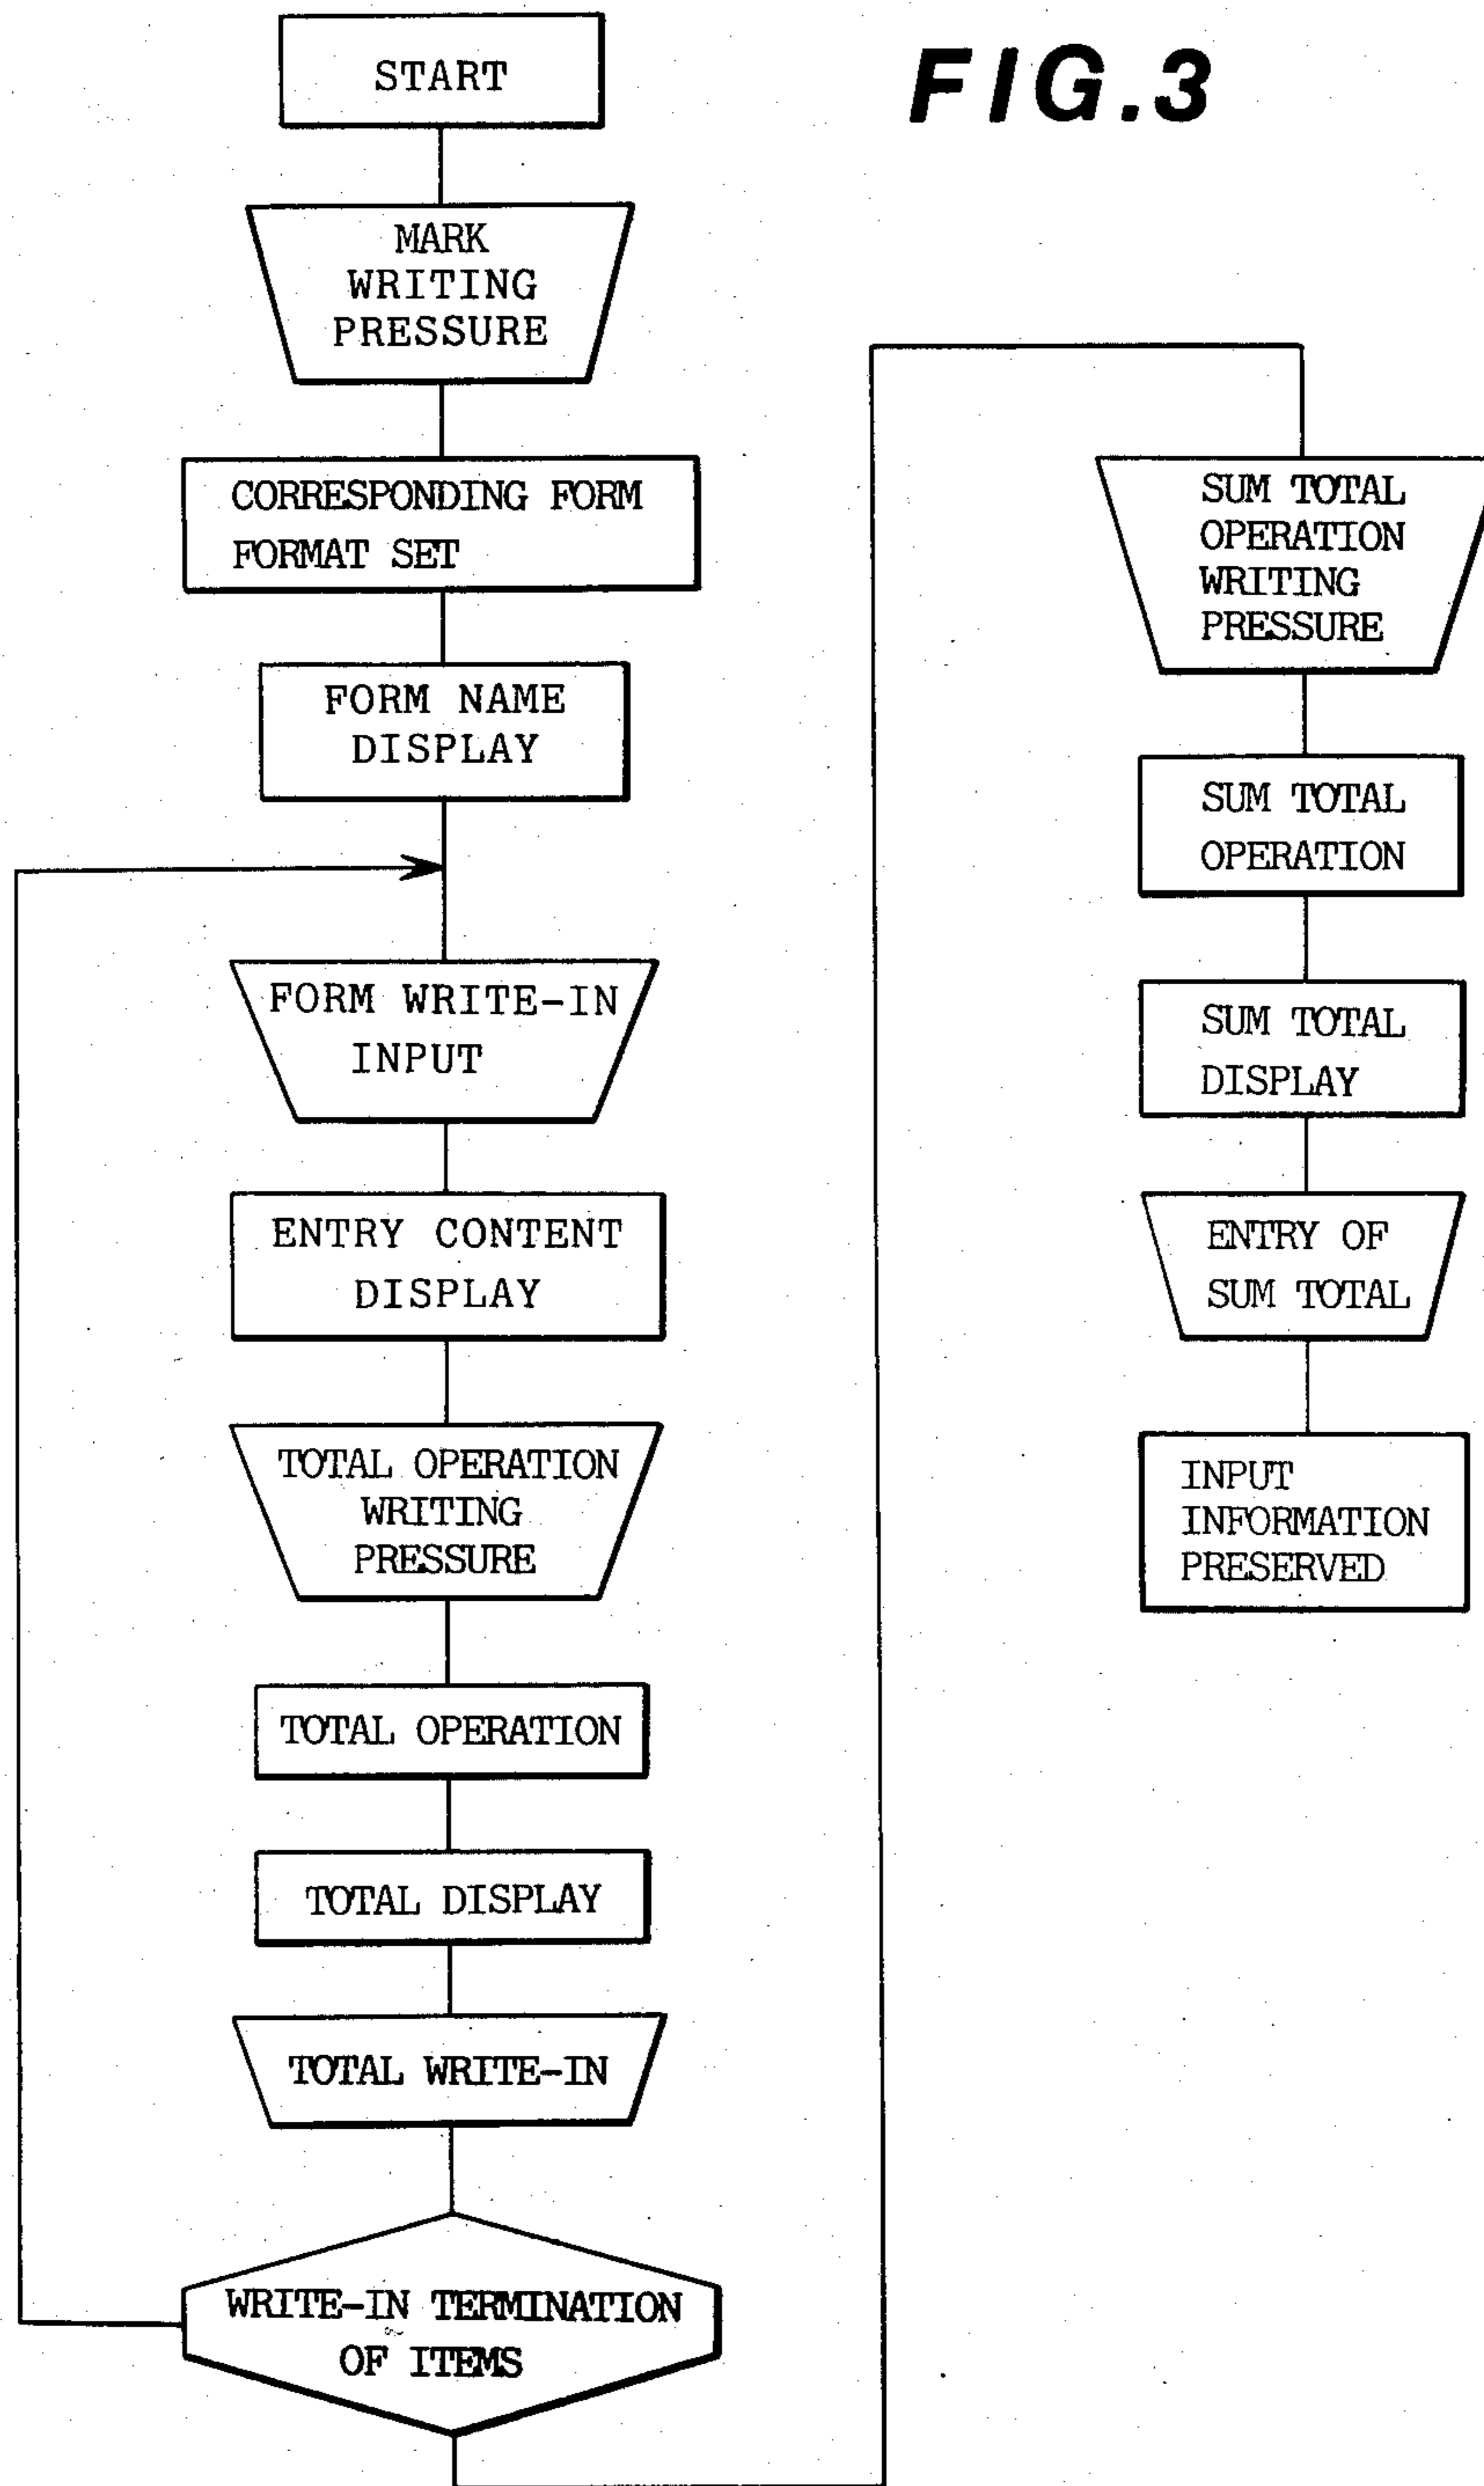 FIG.3
START
MARK
WRITING
PRESSURE
CORRESPONDING FORM
FORMAT SET
FORM NAME
DISPLAY
FORM WRITE-IN
INPUT
ENTRY CONTENT
DISPLAY
TOTAL OPERATION
WRITING
PRESSURE
TOTAL OPERATION
TOTAL DISPLAY
TOTAL WRITE-IN
WRITE-IN TERMINATION
OF ITEMS
SUM TOTAL
OPERATION
WRITING
PRESSURE
SUM TOTAL
OPERATION
SUM TOTAL
DISPLAY
ENTRY OF
SUM TOTAL
INPUT
INFORMATION
PRESERVED